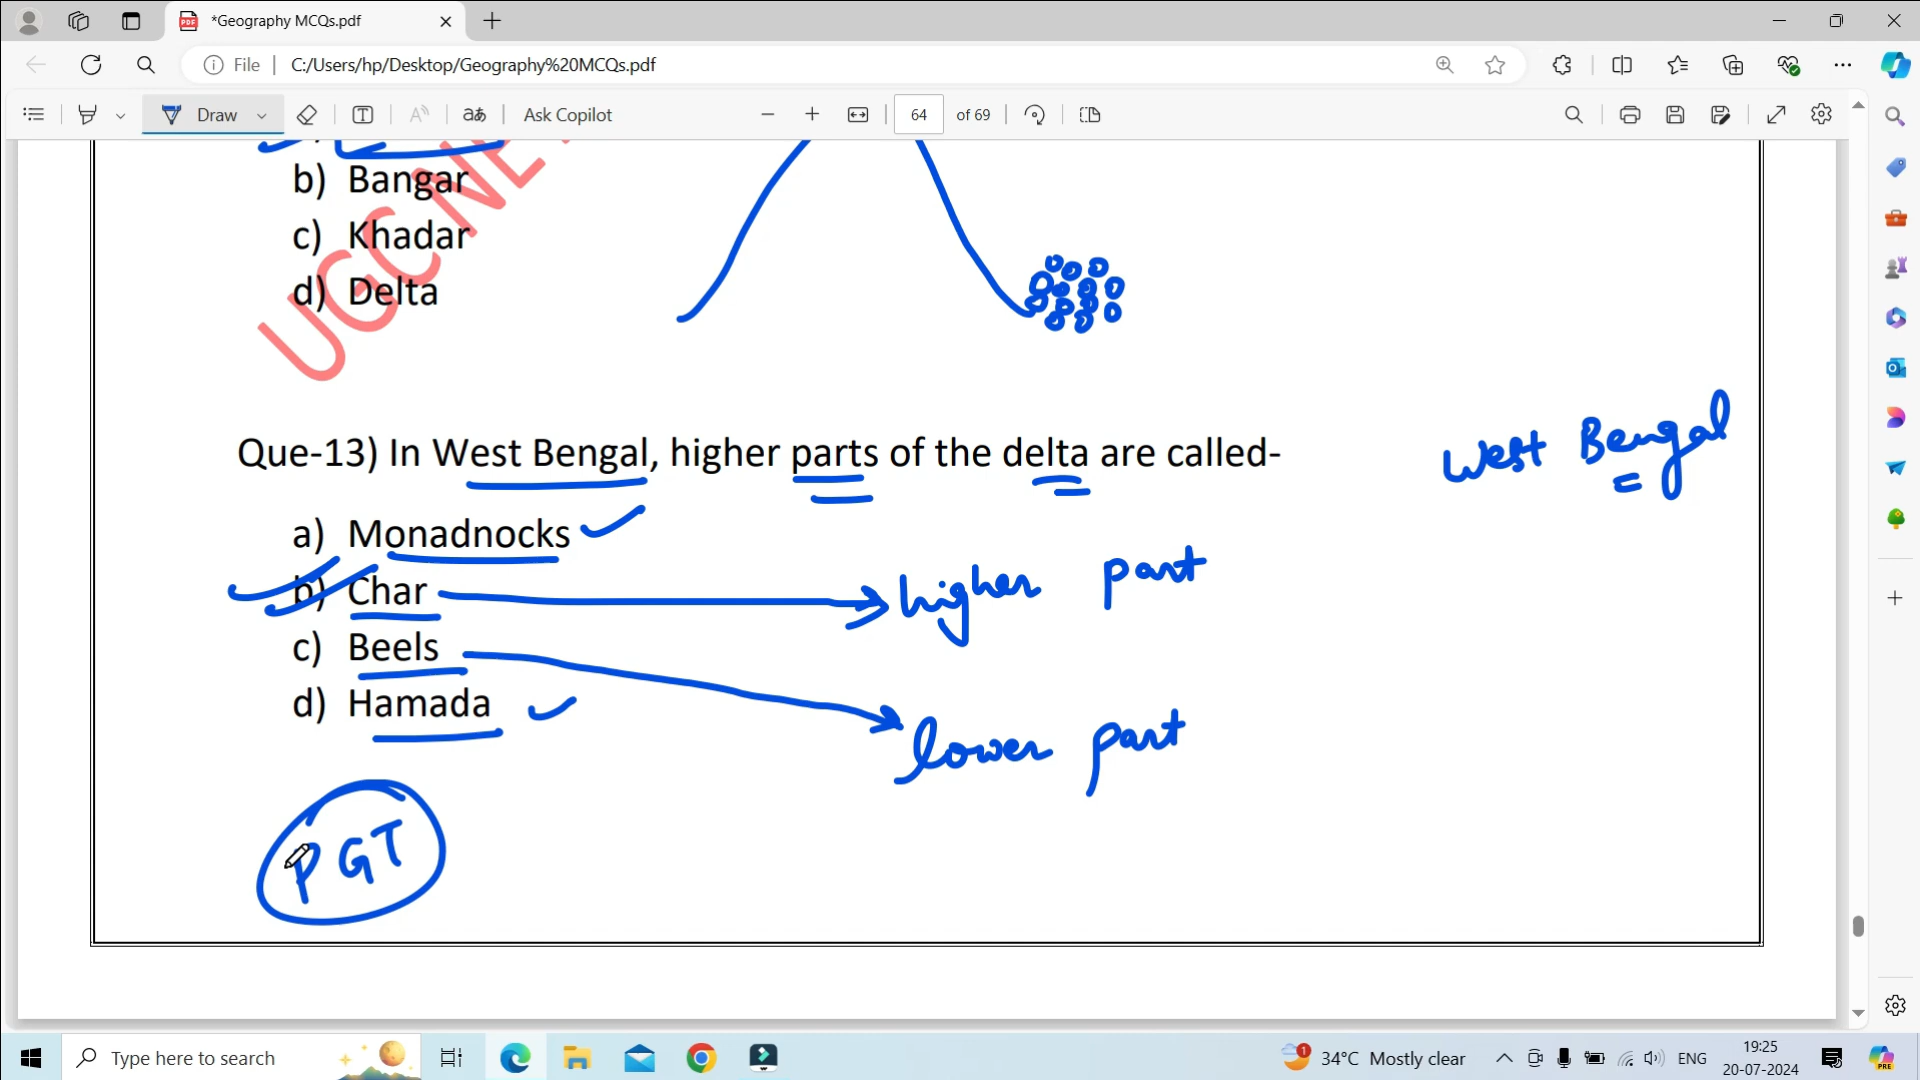 *Geography MCQs.pdf
File
C:/Users/hp/Desktop/Geography%20MCQs.pdf
Draw
Ask Copilot
64 of 69
b) Bangar
c) Khadar
d) Delta
UGC NE
Que-13) In West Bengal, higher parts of the delta are called-
West Bengal
a) Monadnocks
b) Char
higher part
c) Beels
d) Hamada
lower part
PGT
Type here to search
34°C Mostly clear
ENG
19:25
20-07-2024